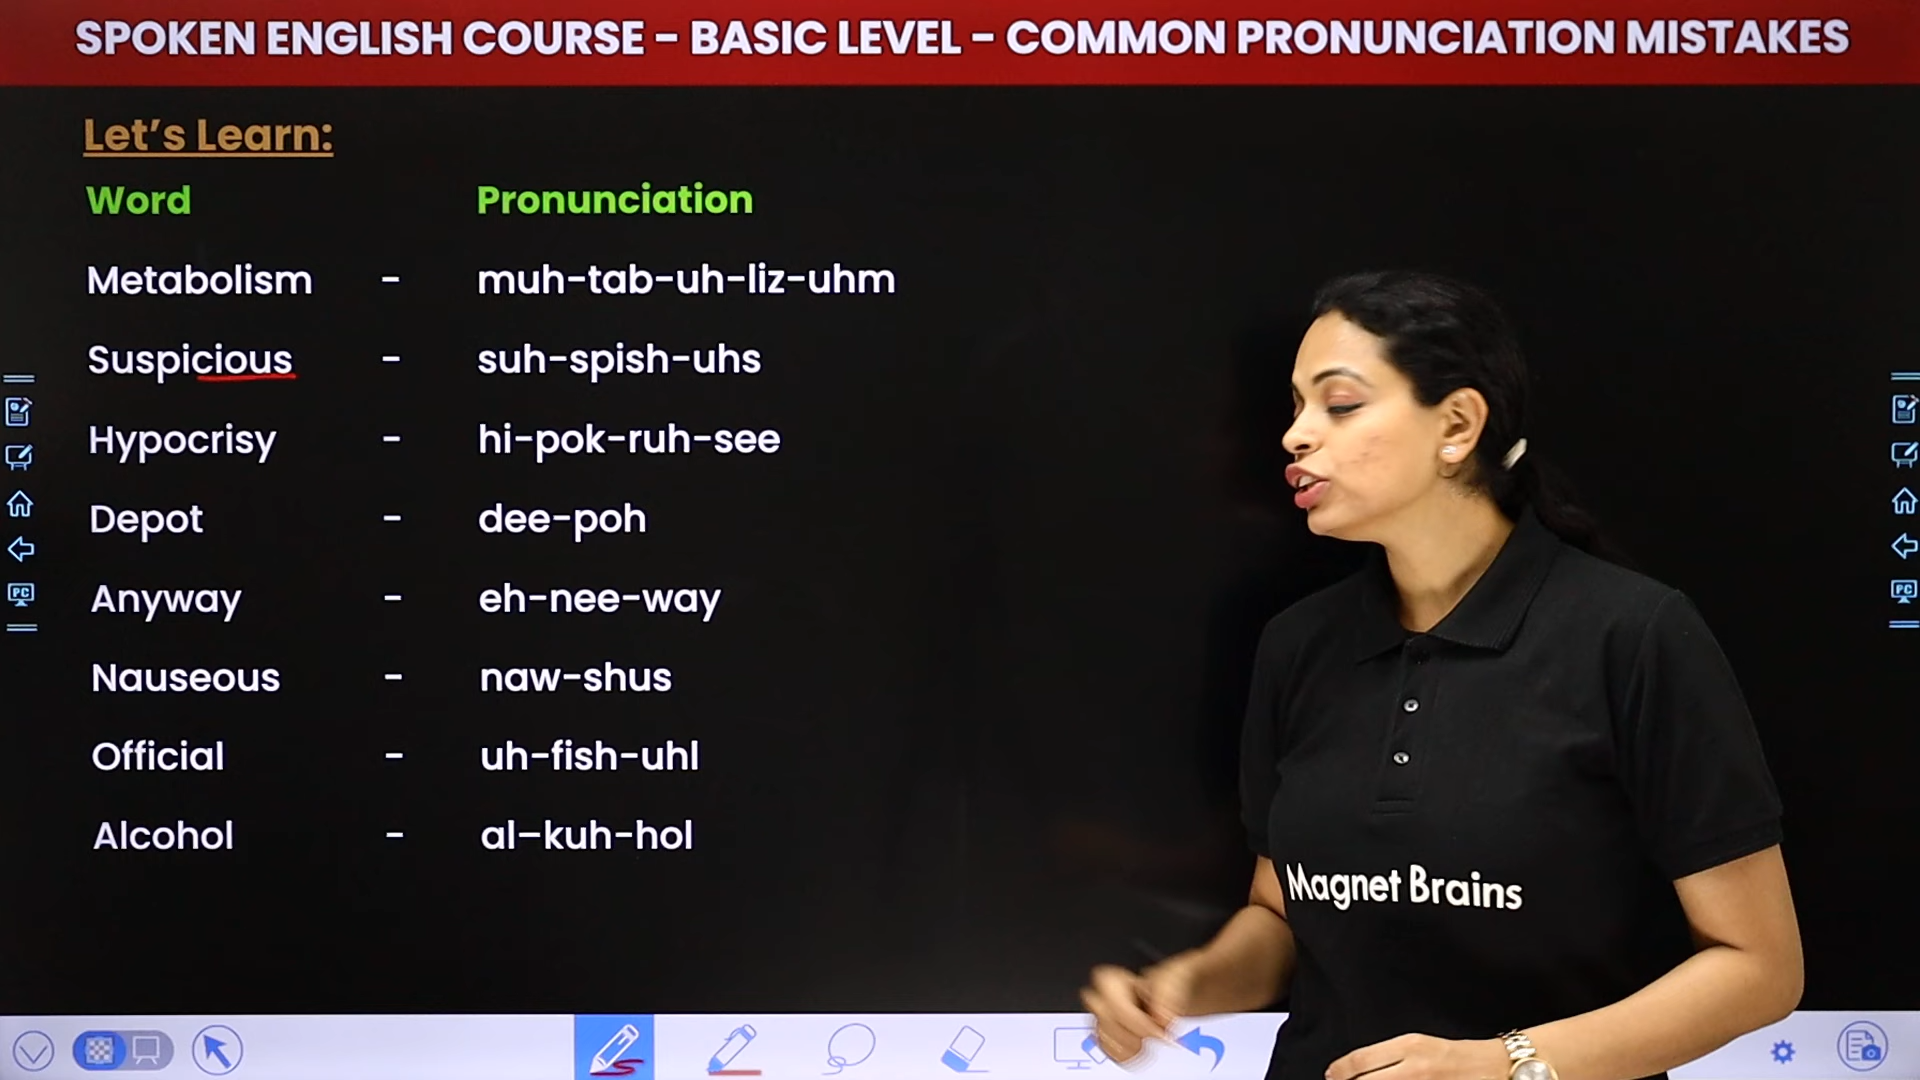 SPOKEN ENGLISH COURSE - BASIC LEVEL - COMMON PRONUNCIATION MISTAKES
Let's Learn:
Word Pronunciation
Metabolism - muh-tab-uh-liz-uhm
Suspicious - suh-spish-uhs
Hypocrisy - hi-pok-ruh-see
Depot - dee-poh
Anyway - eh-nee-way
Nauseous - naw-shus
Official - uh-fish-uhl
Alcohol - al-kuh-hol
Magnet Brains
PC
PC